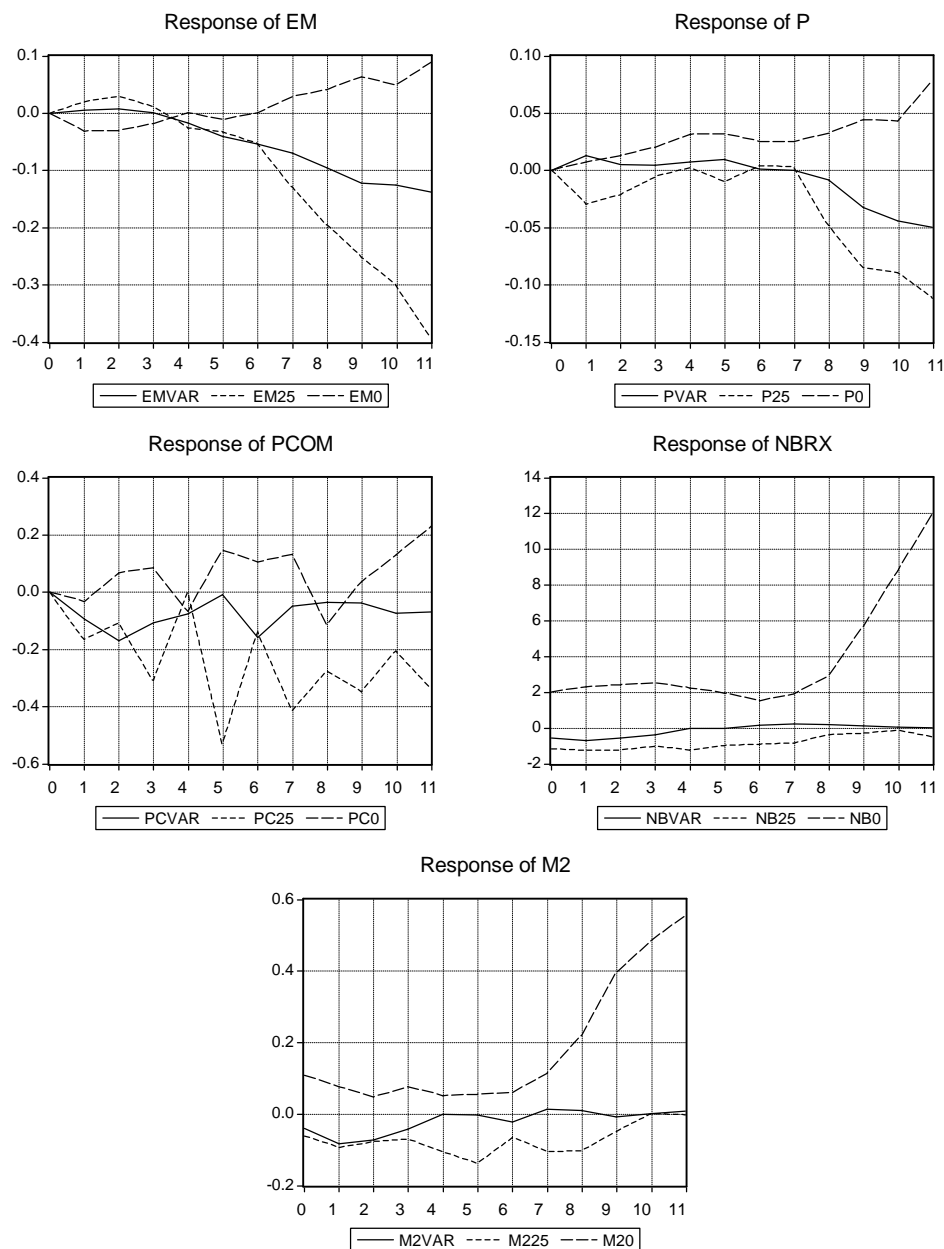 Response of EM
0.1
0.0
-0.1
-0.2
-0.3
-0.4
0 1 2 3 4 5 6 7 8 9 10 11
EMVAR EM25 EM0
Response of P
0.10
0.05
0.00
-0.05
-0.10
-0.15
0 1 2 3 4 5 6 7 8 9 10 11
PVAR P25 P0
Response of PCOM
0.4
0.2
0.0
-0.2
-0.4
-0.6
0 1 2 3 4 5 6 7 8 9 10 11
PCVAR PC25 PC0
Response of NBRX
14
12
10
8
6
4
2
0
-2
0 1 2 3 4 5 6 7 8 9 10 11
NBVAR NB25 NB0
Response of M2
0.6
0.4
0.2
0.0
-0.2
0 1 2 3 4 5 6 7 8 9 10 11
M2VAR M225 M20